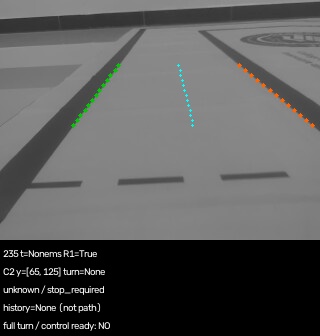 235 t=Nonems R1=True
C2 y=[65, 125] turn=None
unknown / stop_required
history=None (not path)
full turn / control ready: NO